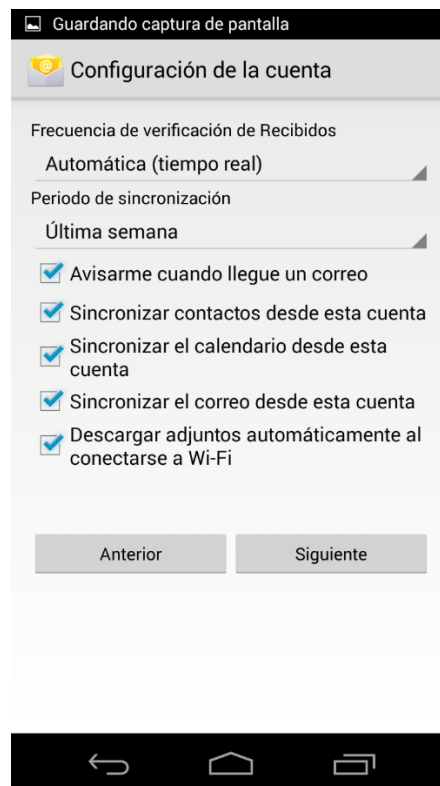 Guardando captura de pantalla
Configuración de la cuenta
Frecuencia de verificación de Recibidos
Automática (tiempo real)
Periodo de sincronización
Última semana
Avisarme cuando llegue un correo
Sincronizar contactos desde esta cuenta
Sincronizar el calendario desde esta
cuenta
Sincronizar el correo desde esta cuenta
Descargar adjuntos automáticamente al
conectarse a Wi-Fi
Anterior
Siguiente